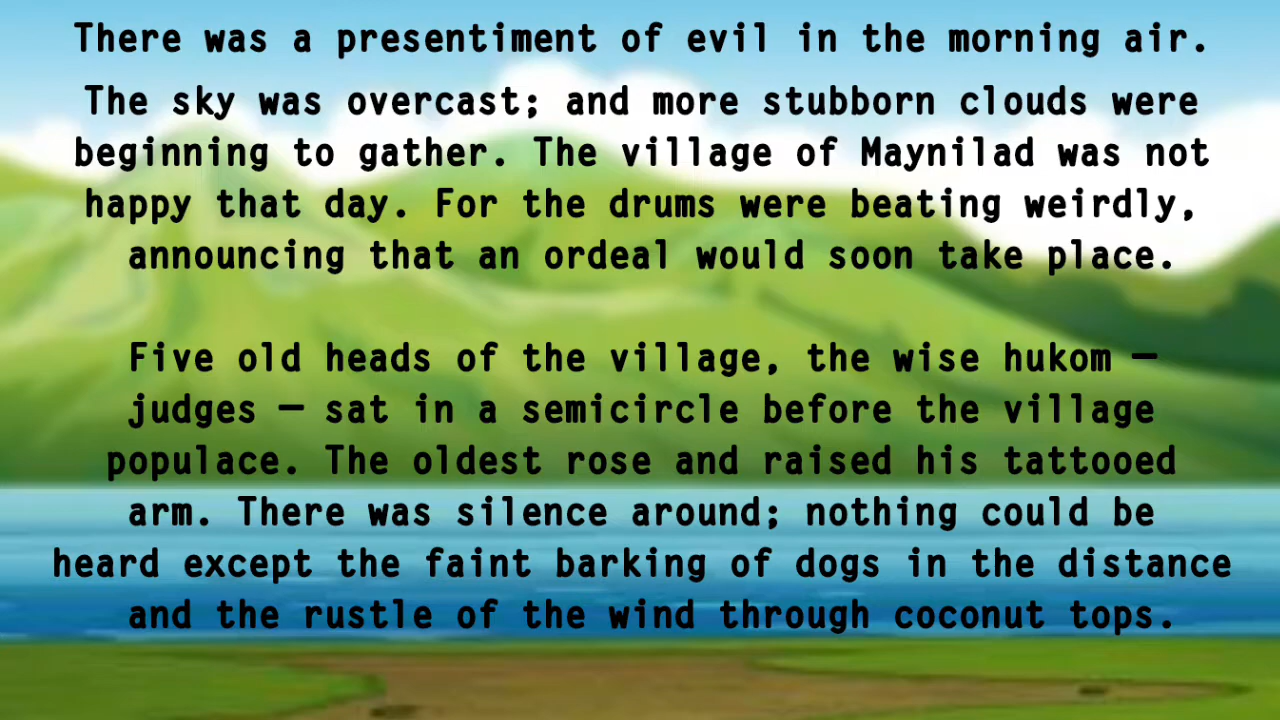 There was a presentiment of evil in the morning air.
The sky was overcast; and more stubborn clouds were
beginning to gather. The village of Maynilad was not
happy that day. For the drums were beating weirdly,
announcing that an ordeal would soon take place.
Five old heads of the village, the wise hukom —
judges — sat in a semicircle before the village
populace. The oldest rose and raised his tattooed
arm. There was silence around; nothing could be
heard except the faint barking of dogs in the distance
and the rustle of the wind through coconut tops.